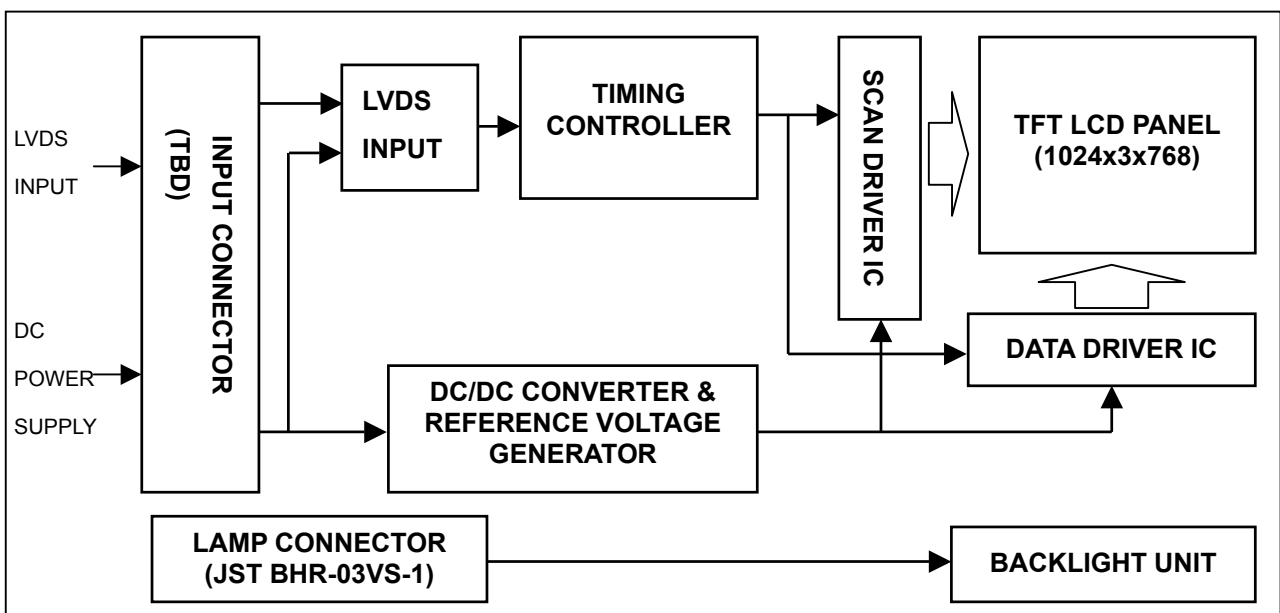 LVDS
INPUT
DC
POWER
SUPPLY
INPUT CONNECTOR
(TBD)
LVDS
INPUT
TIMING
CONTROLLER
SCAN DRIVER IC
TFT LCD PANEL
(1024x3x768)
DATA DRIVER IC
DC/DC CONVERTER &
REFERENCE VOLTAGE
GENERATOR
LAMP CONNECTOR
(JST BHR-03VS-1)
BACKLIGHT UNIT